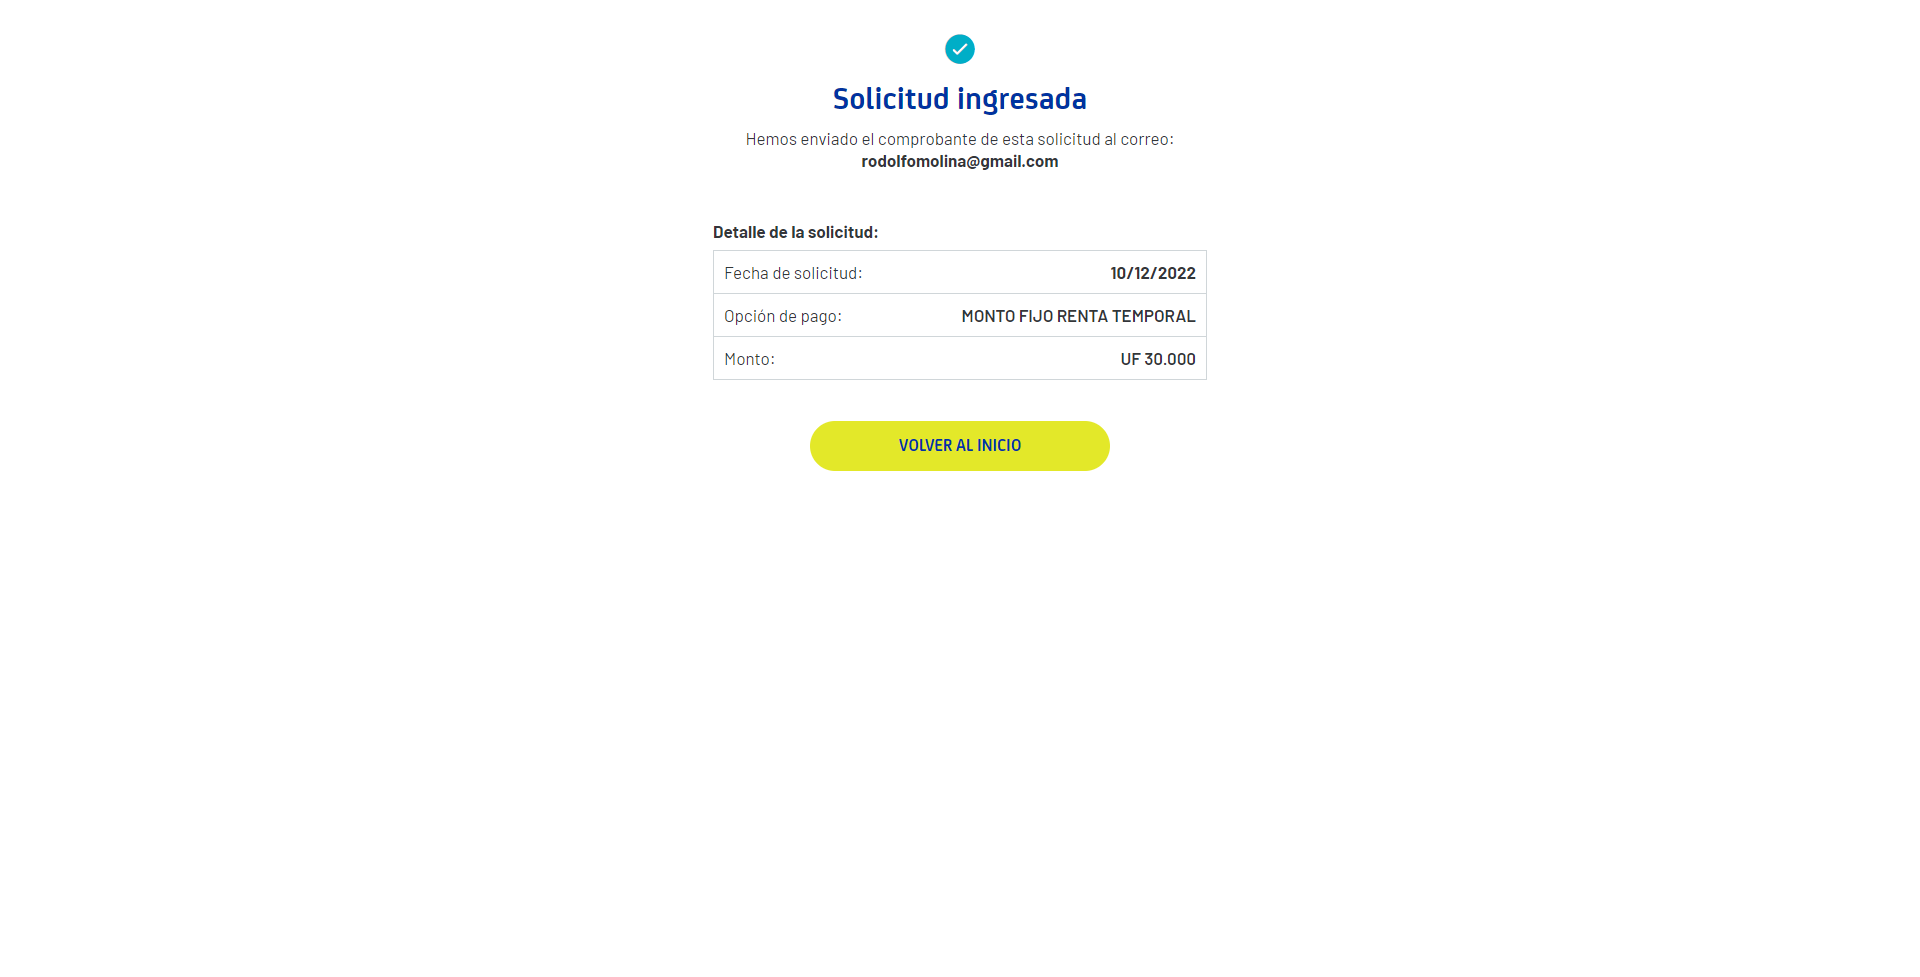 Solicitud ingresada
Hemos enviado el comprobante de esta solicitud al correo:
rodolfomolina@gmail.com
Detalle de la solicitud:
Fecha de solicitud: 10/12/2022
Opción de pago: MONTO FIJO RENTA TEMPORAL
Monto: UF 30.000
VOLVER AL INICIO